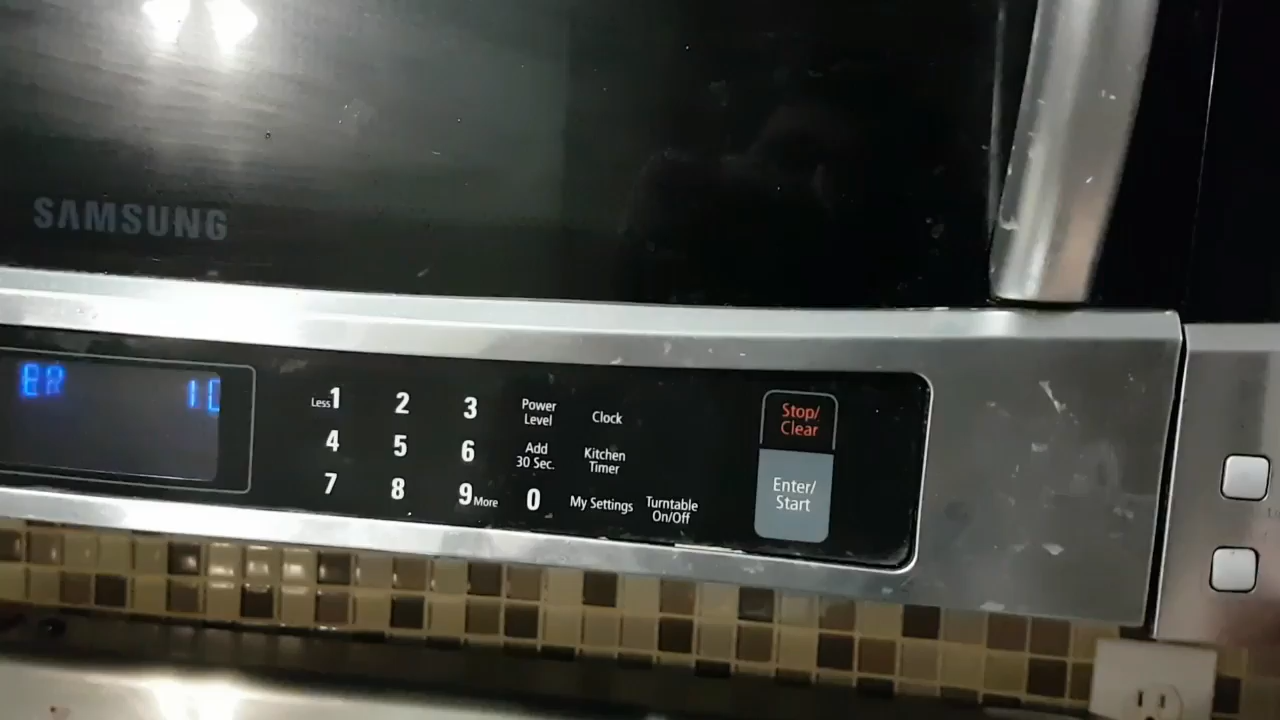 SAMSUNG
ER
Less 1 2 3 Power Level Clock
4 5 6 Add 30 Sec. Kitchen Timer
7 8 9 More 0 My Settings Turntable On/Off
Stop/
Clear
Enter/
Start